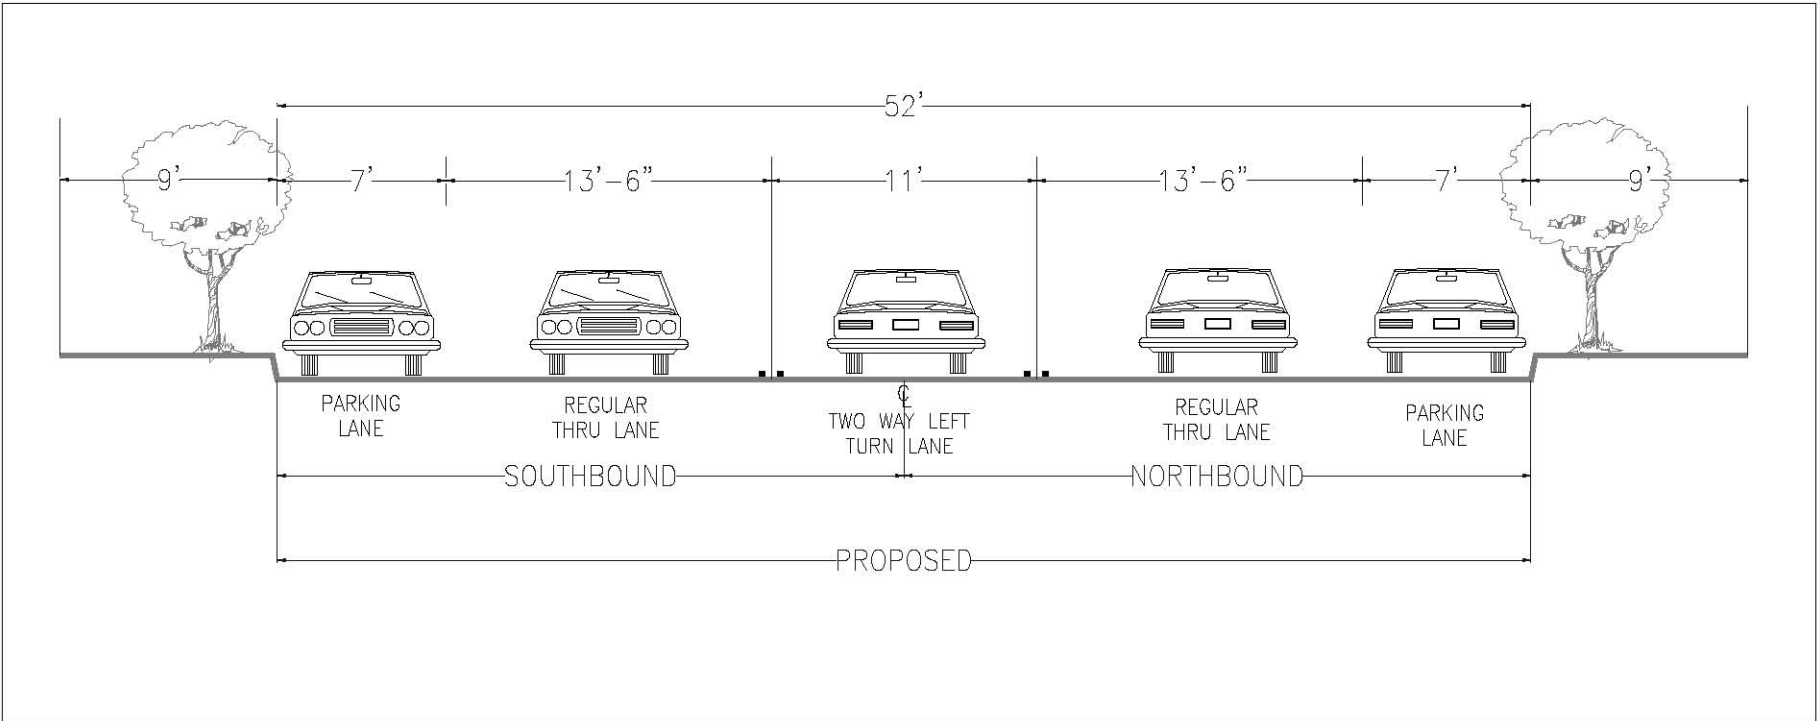 52'
9'
7'
13'-6"
11'
13'-6"
7'
9'
PARKING
LANE
REGULAR
THRU LANE
℄
TWO WAY LEFT
TURN LANE
REGULAR
THRU LANE
PARKING
LANE
SOUTHBOUND
NORTHBOUND
PROPOSED